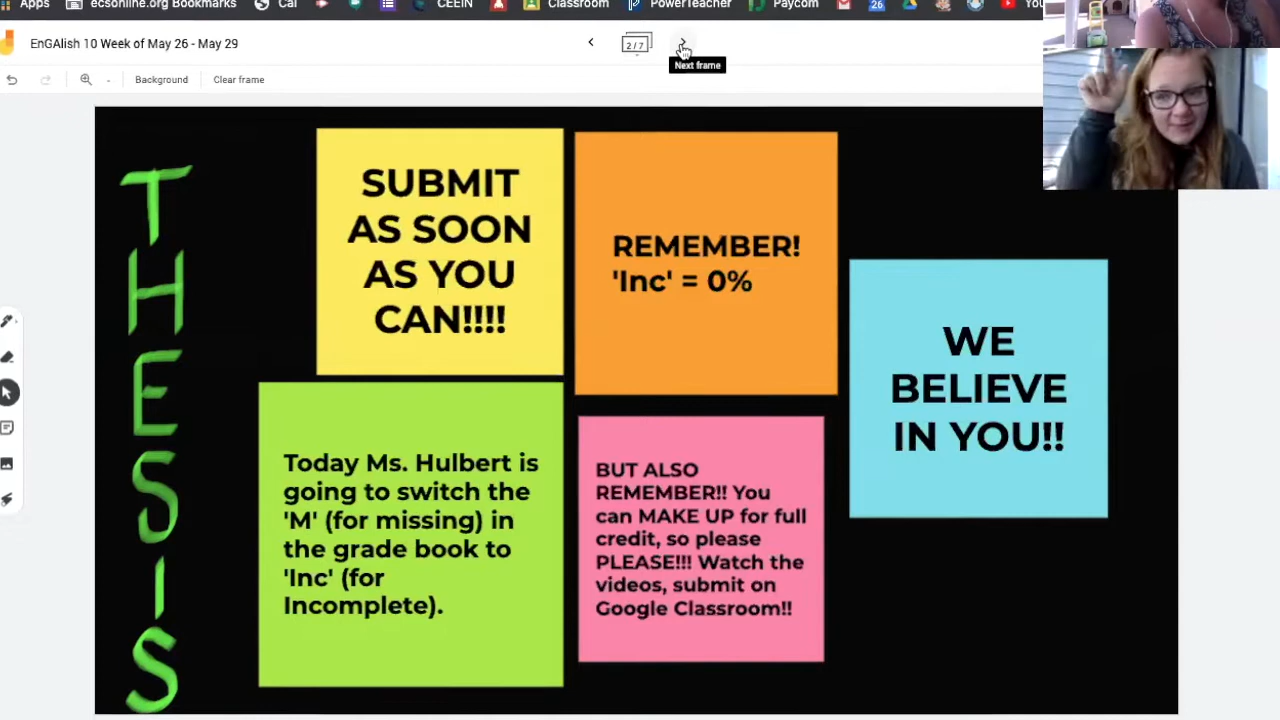 Apps
ecsonline.org Bookmarks
Cal
CEEIN
Classroom
PowerTeacher
Paycom
26
You
EnGAlish 10 Week of May 26 - May 29
2 / 7
Next frame
Background
Clear frame
THESIS
SUBMIT
AS SOON
AS YOU
CAN!!!!
REMEMBER!
'Inc' = 0%
WE
BELIEVE
IN YOU!!
Today Ms. Hulbert is
going to switch the
'M' (for missing) in
the grade book to
'Inc' (for
Incomplete).
BUT ALSO
REMEMBER!! You
can MAKE UP for full
credit, so please
PLEASE!!! Watch the
videos, submit on
Google Classroom!!